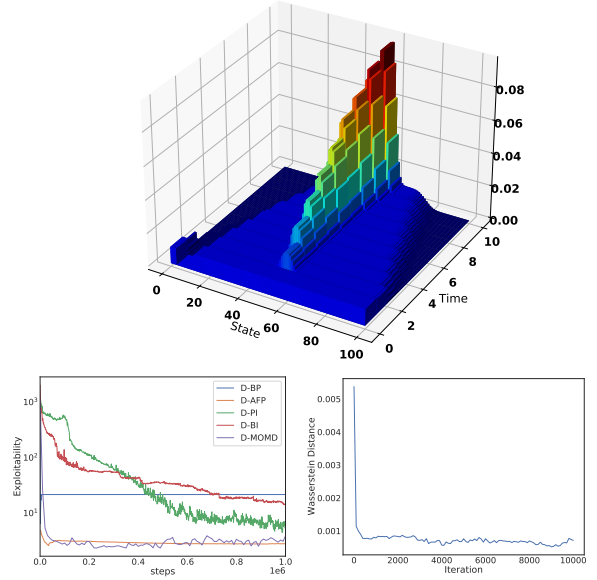 0.08
0.06
0.04
0.02
0.00
10
8
6
4
2
0
Time
0
20
40
60
80
100
State
10³
10²
10¹
Exploitability
D-BP
D-AFP
D-PI
D-BI
D-MOMD
0.0 0.2 0.4 0.6 0.8 1.0
steps
1e6
0.005
0.004
0.003
0.002
0.001
Wasserstein Distance
0 2000 4000 6000 8000 10000
Iteration